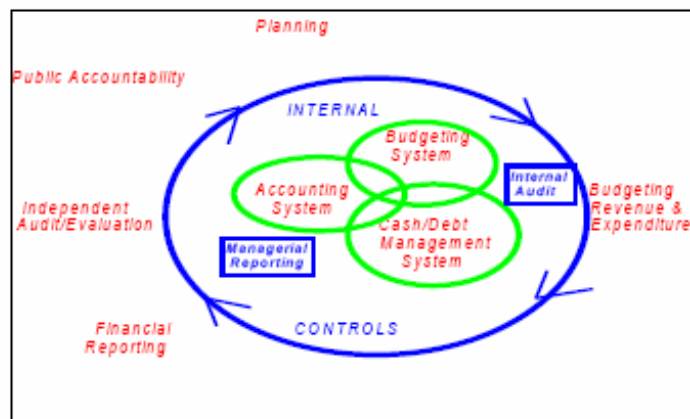 Planning
Public Accountability
INTERNAL
Budgeting
System
Internal
Audit
Accounting
System
Independent
Audit/Evaluation
Budgeting
Revenue &
Expenditure
Cash/Debt
Management
System
Managerial
Reporting
Financial
Reporting
CONTROLS